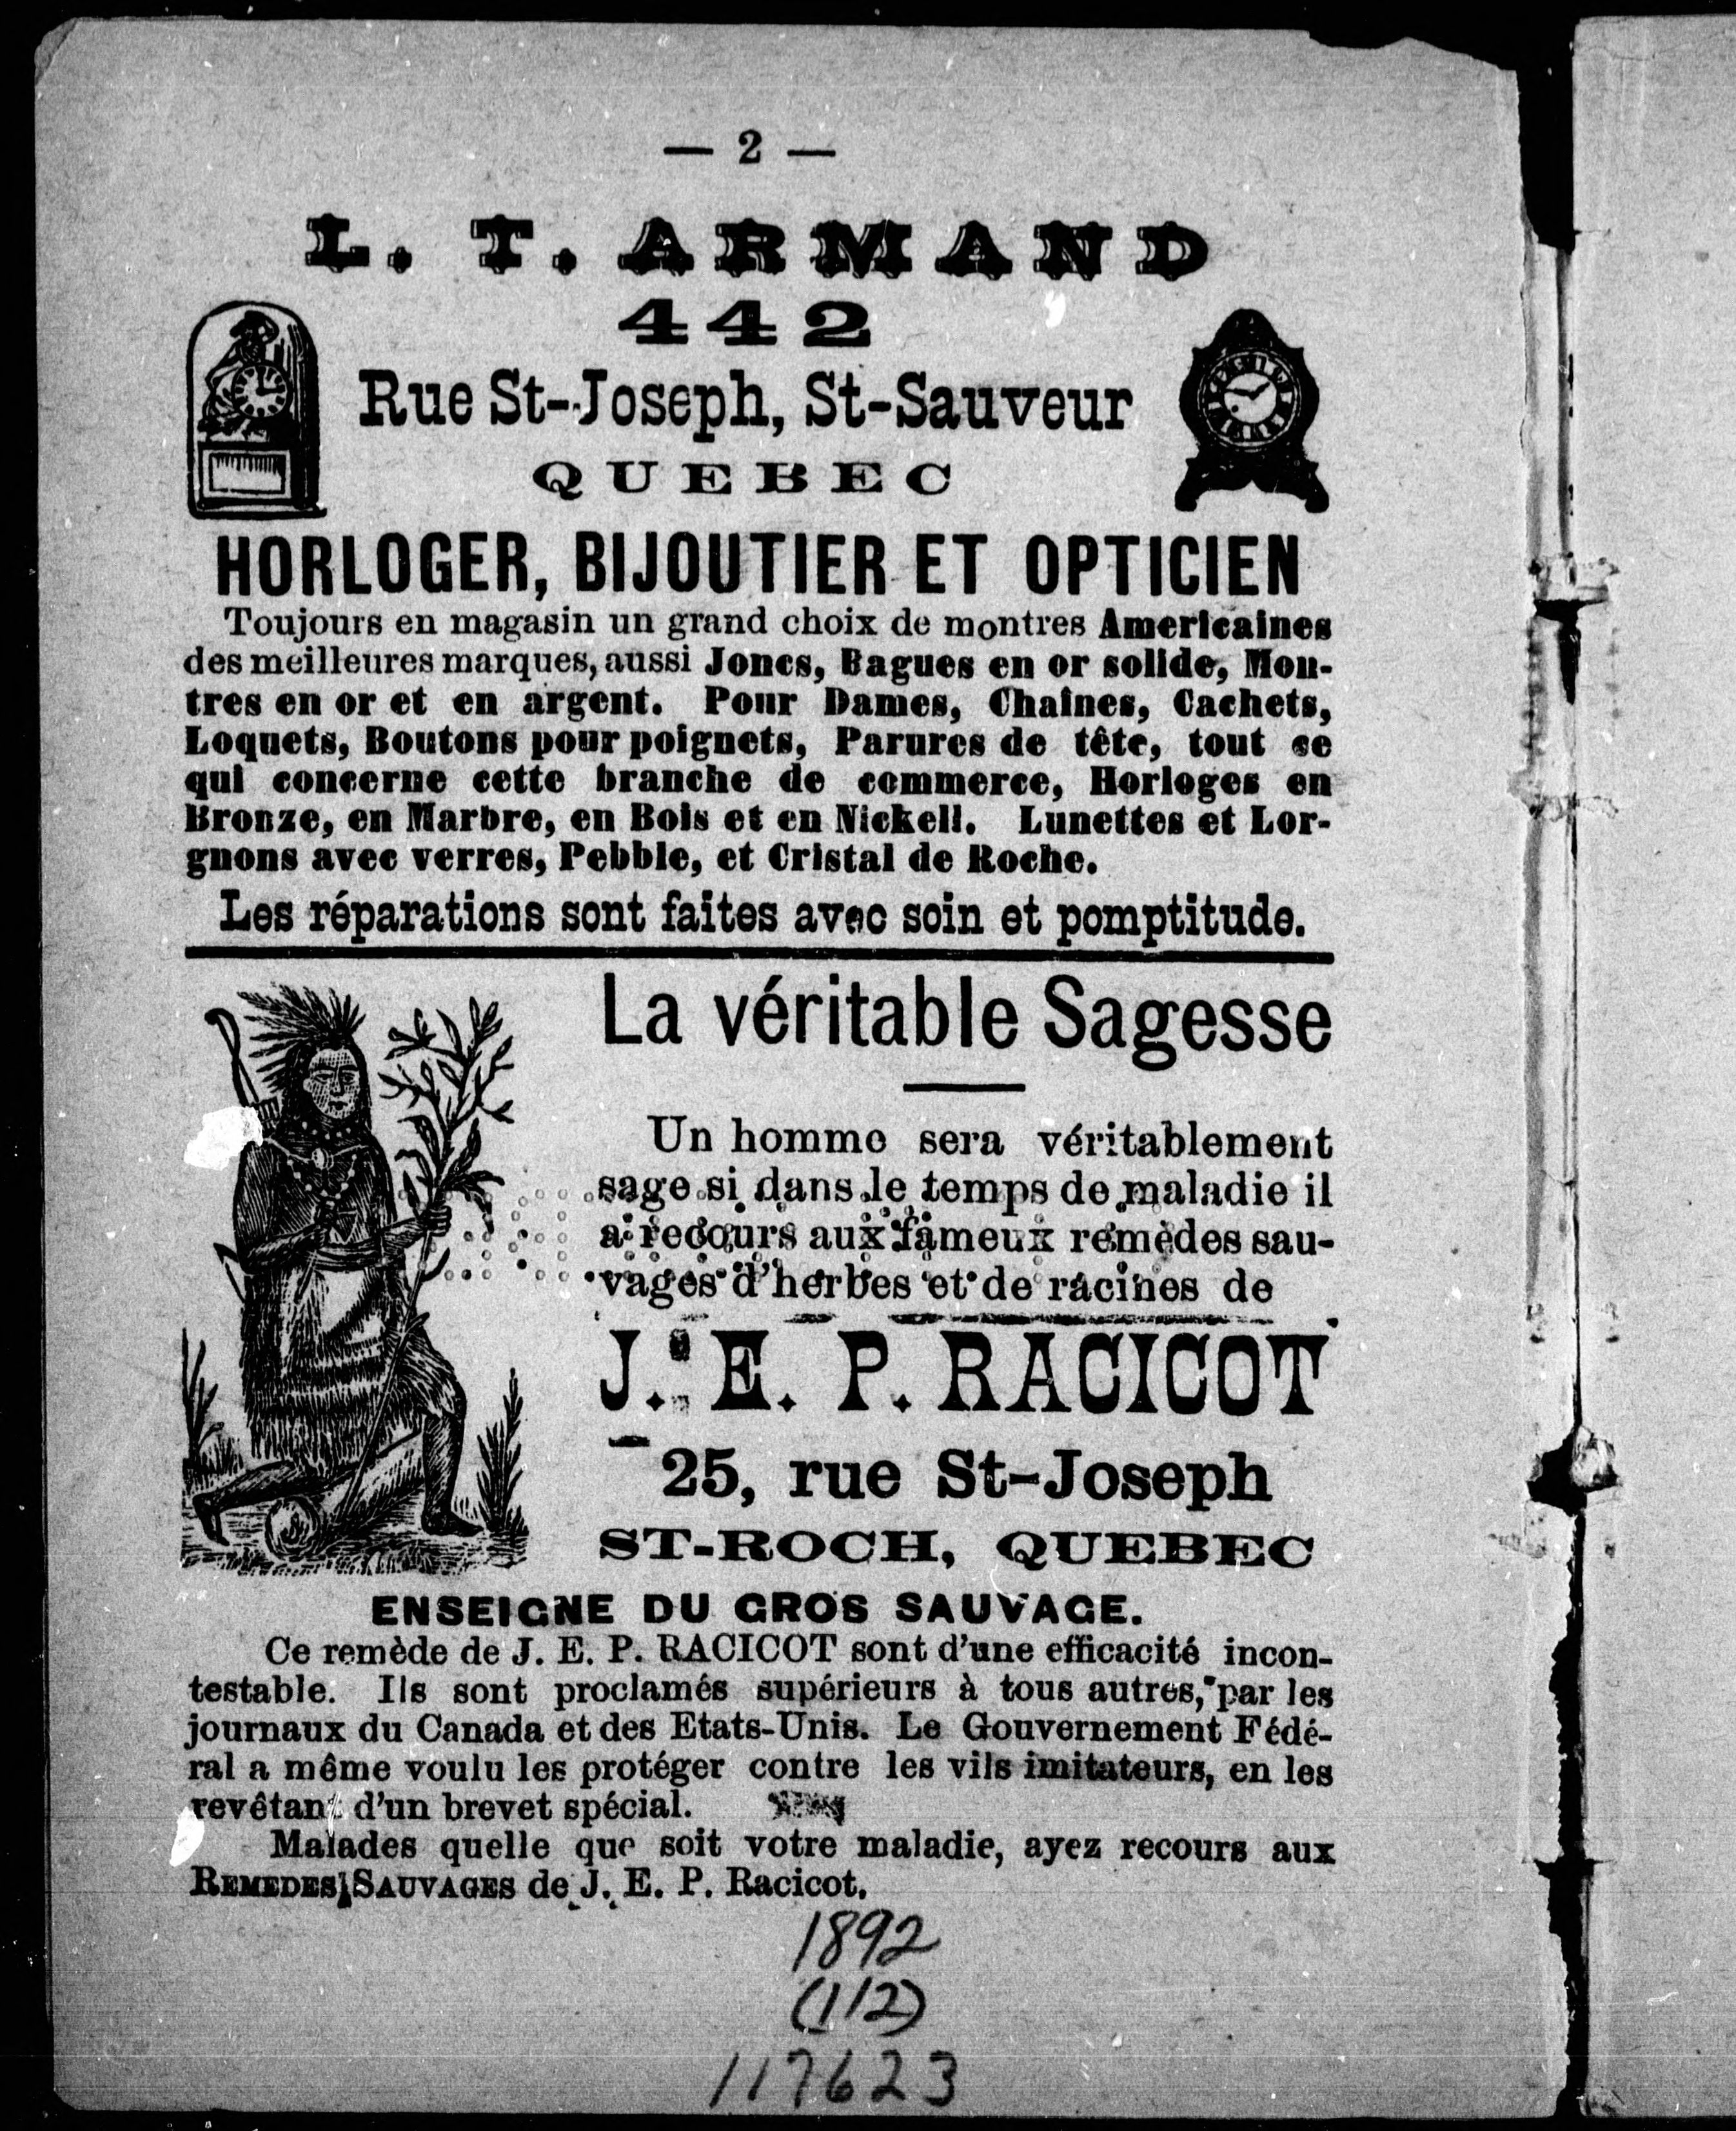 — 2 —
L. T. ARMAND
442
Rue St-Joseph, St-Sauveur
QUEBEC
HORLOGER, BIJOUTIER ET OPTICIEN
Toujours en magasin un grand choix de montres Americaines
des meilleures marques, aussi Joncs, Bagues en or solide, Mon-
tres en or et en argent. Pour Dames, Chaînes, Cachets,
Loquets, Boutons pour poignets, Parures de tête, tout ce
qui concerne cette branche de commerce, Horloges en
Bronze, en Marbre, en Bois et en Nickell. Lunettes et Lor-
gnons avec verres, Pebble, et Cristal de Roche.
Les réparations sont faites avec soin et pomptitude.
La véritable Sagesse
Un homme sera véritablement
sage si dans le temps de maladie il
a recours aux fameux remèdes sau-
vages d'herbes et de racines de
J. E. P. RACICOT
25, rue St-Joseph
ST-ROCH, QUEBEC
ENSEIGNE DU GROS SAUVAGE.
Ce remède de J. E. P. RACICOT sont d'une efficacité incon-
testable. Ils sont proclamés supérieurs à tous autres, par les
journaux du Canada et des Etats-Unis. Le Gouvernement Fédé-
ral a même voulu les protéger contre les vils imitateurs, en les
revêtant d'un brevet spécial.
Malades quelle que soit votre maladie, ayez recours aux
REMEDES SAUVAGES de J. E. P. Racicot.
1892
(112)
117623